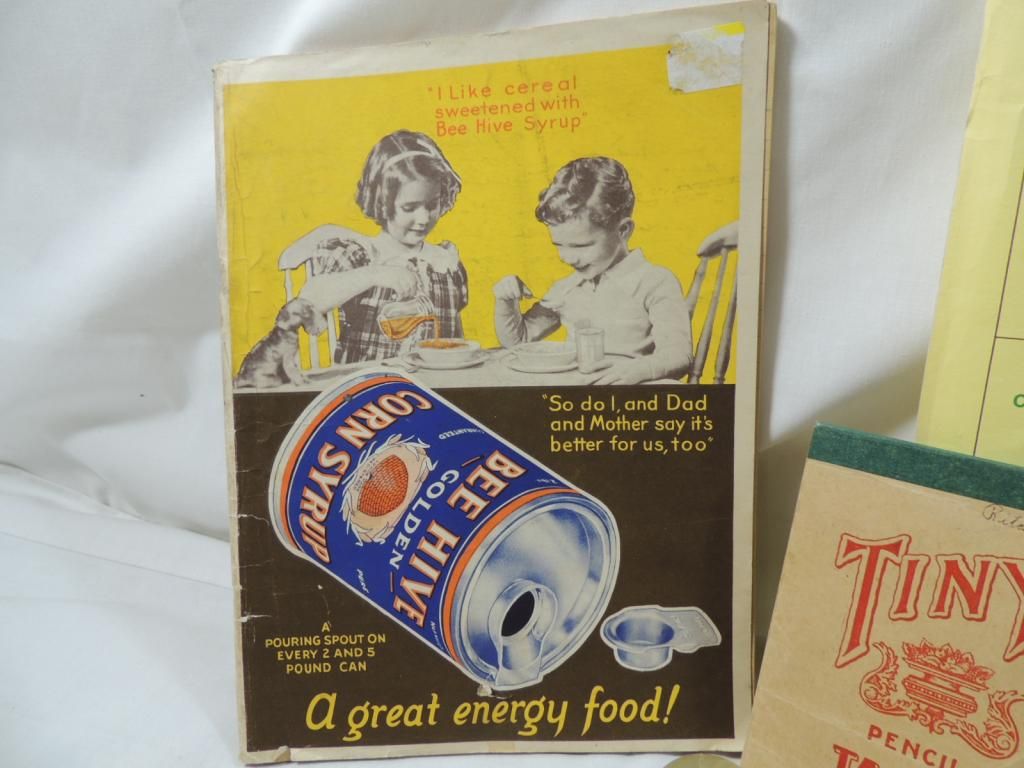 "I Like cereal
sweetened with
Bee Hive Syrup"
"So do I, and Dad
and Mother say it's
better for us, too"
BEE HIVE
GOLDEN
CORN SYRUP
A
POURING SPOUT ON
EVERY 2 AND 5
POUND CAN
A great energy food!
TINY
PENCIL